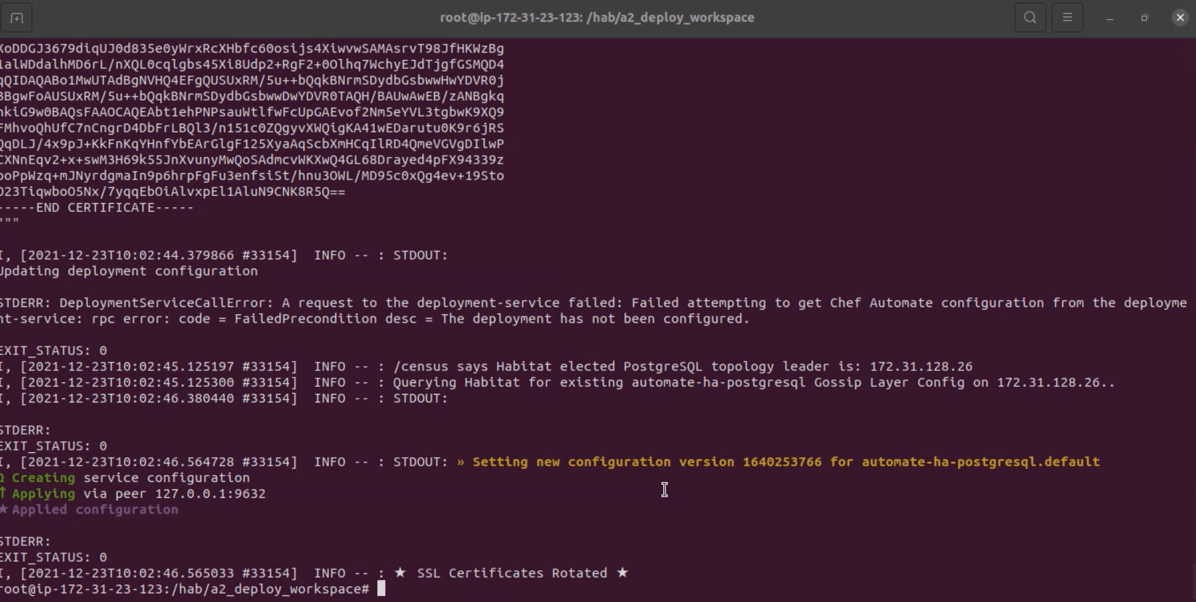 root@ip-172-31-23-123: /hab/a2_deploy_workspace
XoDDGJ3679diqUJ0d835e0yWrxRcXHbfc60osijs4XiwvwSAMAsrvT98JfHKWzBg
1alWDdalhMD6rL/nXQL0cqlgbs45Xi8Udp2+RgF2+0Olhq7WchyEJdTjgfGSMQD4
qQIDAQABo1MwUTAdBgNVHQ4EFgQUSUxRM/5u++bQqkBNrmSDydbGsbwwHwYDVR0j
BBgwFoAUSUxRM/5u++bQqkBNrmSDydbGsbwwDwYDVR0TAQH/BAUwAwEB/zANBgkq
hkiG9w0BAQsFAAOCAQEAbt1ehPNPsauWtlfwFcUpGAEvof2Nm5eYVL3tgbwK9XQ9
FMhvoQhUfC7nCngrD4DbFrLBQl3/n151c0ZQgyvXWQigKA41wEDarutu0K9r6jRS
QqDLJ/4x9pJ+KkFnKqYHnfYbEArGlgF125XyaAqScbXmHCqIlRD4QmeVGVgDIlwP
CXNnEqv2+x+swM3H69k55JnXvunyMwQoSAdmcvWKXwQ4GL68Drayed4pFX94339z
ooPpWzq+mJNyrdgmaIn9p6hrpFgFu3enfsiSt/hnu3OWL/MD95c0xQg4ev+19Sto
O23TiqwboO5Nx/7yqqEbOiAlvxpEl1AluN9CNK8R5Q==
-----END CERTIFICATE-----
"""
I, [2021-12-23T10:02:44.379866 #33154]  INFO -- : STDOUT:
Updating deployment configuration
STDERR: DeploymentServiceCallError: A request to the deployment-service failed: Failed attempting to get Chef Automate configuration from the deployme
nt-service: rpc error: code = FailedPrecondition desc = The deployment has not been configured.
EXIT_STATUS: 0
I, [2021-12-23T10:02:45.125197 #33154]  INFO -- : /census says Habitat elected PostgreSQL topology leader is: 172.31.128.26
I, [2021-12-23T10:02:45.125300 #33154]  INFO -- : Querying Habitat for existing automate-ha-postgresql Gossip Layer Config on 172.31.128.26..
I, [2021-12-23T10:02:46.380440 #33154]  INFO -- : STDOUT:
STDERR:
EXIT_STATUS: 0
I, [2021-12-23T10:02:46.564728 #33154]  INFO -- : STDOUT: » Setting new configuration version 1640253766 for automate-ha-postgresql.default
Ω Creating service configuration
↑ Applying via peer 127.0.0.1:9632
★ Applied configuration
STDERR:
EXIT_STATUS: 0
I, [2021-12-23T10:02:46.565033 #33154]  INFO -- : ★ SSL Certificates Rotated ★
root@ip-172-31-23-123:/hab/a2_deploy_workspace#